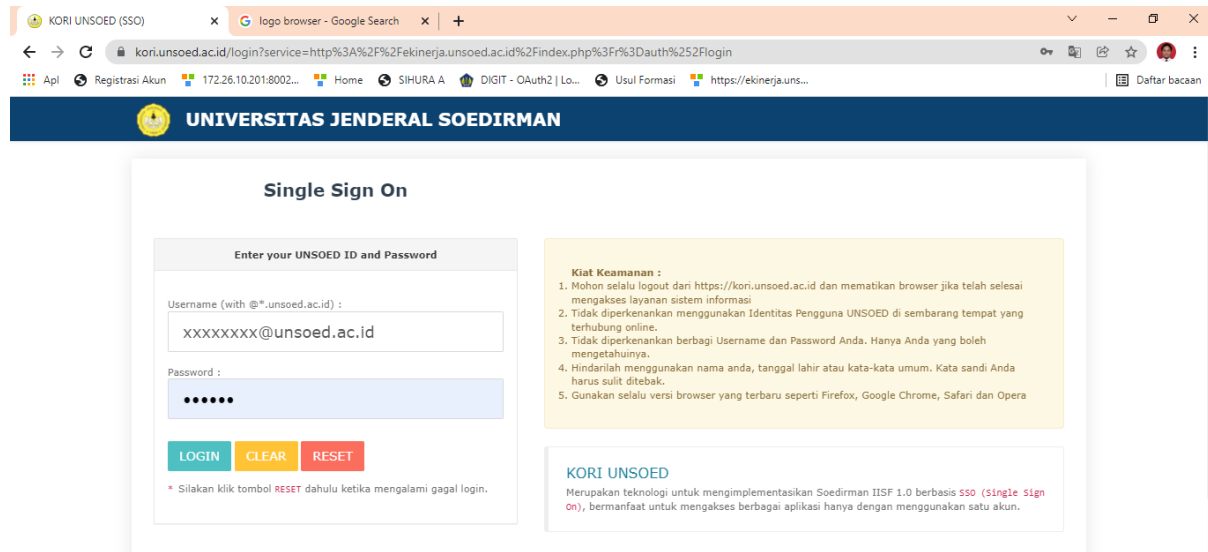 KORI UNSOED (SSO)
logo browser - Google Search
kori.unsoed.ac.id/login?service=http%3A%2F%2Fekinerja.unsoed.ac.id%2Findex.php%3Fr%3Dauth%252Flogin
Apl Registrasi Akun 172.26.10.201:8002... Home SIHURA A DIGIT - OAuth2 | Lo... Usul Formasi https://ekinerja.uns... Daftar bacaan
UNIVERSITAS JENDERAL SOEDIRMAN
Single Sign On
Enter your UNSOED ID and Password
Username (with @*.unsoed.ac.id) :
xxxxxxxx@unsoed.ac.id
Password :
••••••
LOGIN CLEAR RESET
* Silakan klik tombol RESET dahulu ketika mengalami gagal login.
Kiat Keamanan :
1. Mohon selalu logout dari https://kori.unsoed.ac.id dan mematikan browser jika telah selesai
mengakses layanan sistem informasi
2. Tidak diperkenankan menggunakan Identitas Pengguna UNSOED di sembarang tempat yang
terhubung online.
3. Tidak diperkenankan berbagi Username dan Password Anda. Hanya Anda yang boleh
mengetahuinya.
4. Hindarilah menggunakan nama anda, tanggal lahir atau kata-kata umum. Kata sandi Anda
harus sulit ditebak.
5. Gunakan selalu versi browser yang terbaru seperti Firefox, Google Chrome, Safari dan Opera
KORI UNSOED
Merupakan teknologi untuk mengimplementasikan Soedirman IISF 1.0 berbasis SSO (Single Sign
On), bermanfaat untuk mengakses berbagai aplikasi hanya dengan menggunakan satu akun.